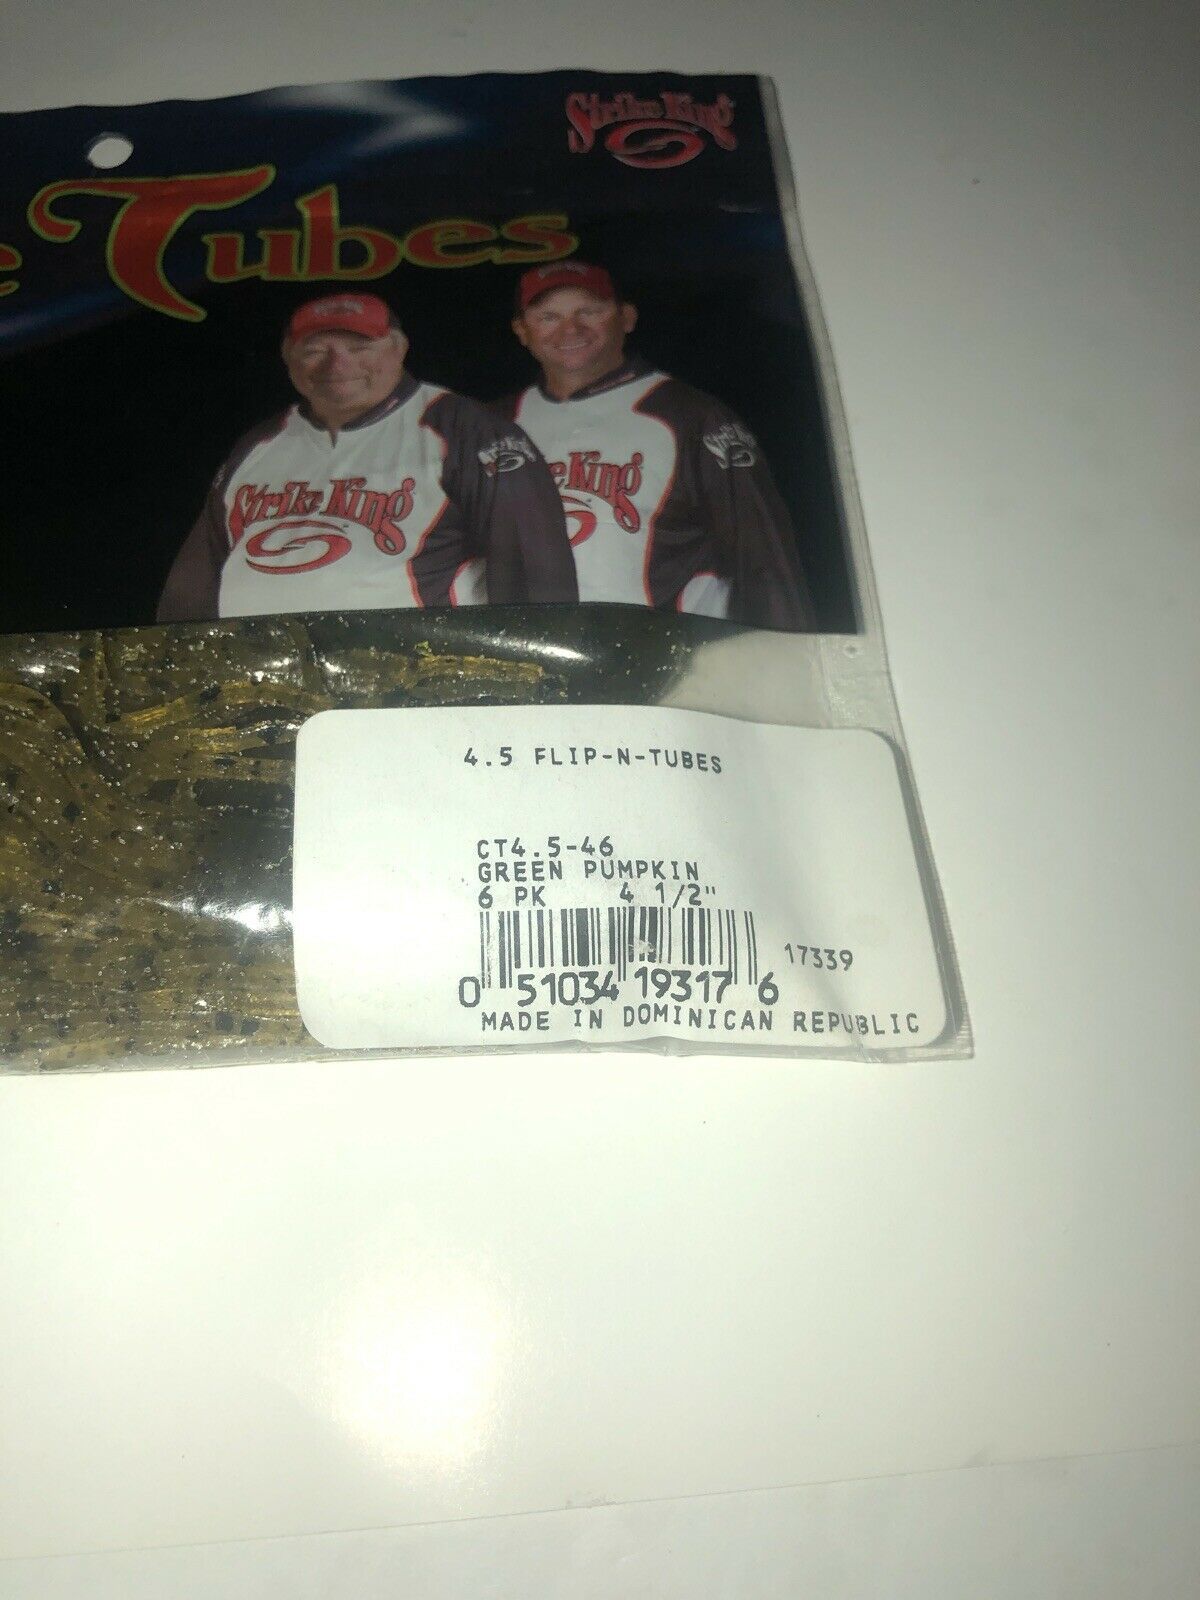 Strike King
e Tubes
Strike King
Strike King
e King
4.5 FLIP-N-TUBES
CT4.5-46
GREEN PUMPKIN
6 PK 4 1/2"
17339
0 51034 19317 6
MADE IN DOMINICAN REPUBLIC